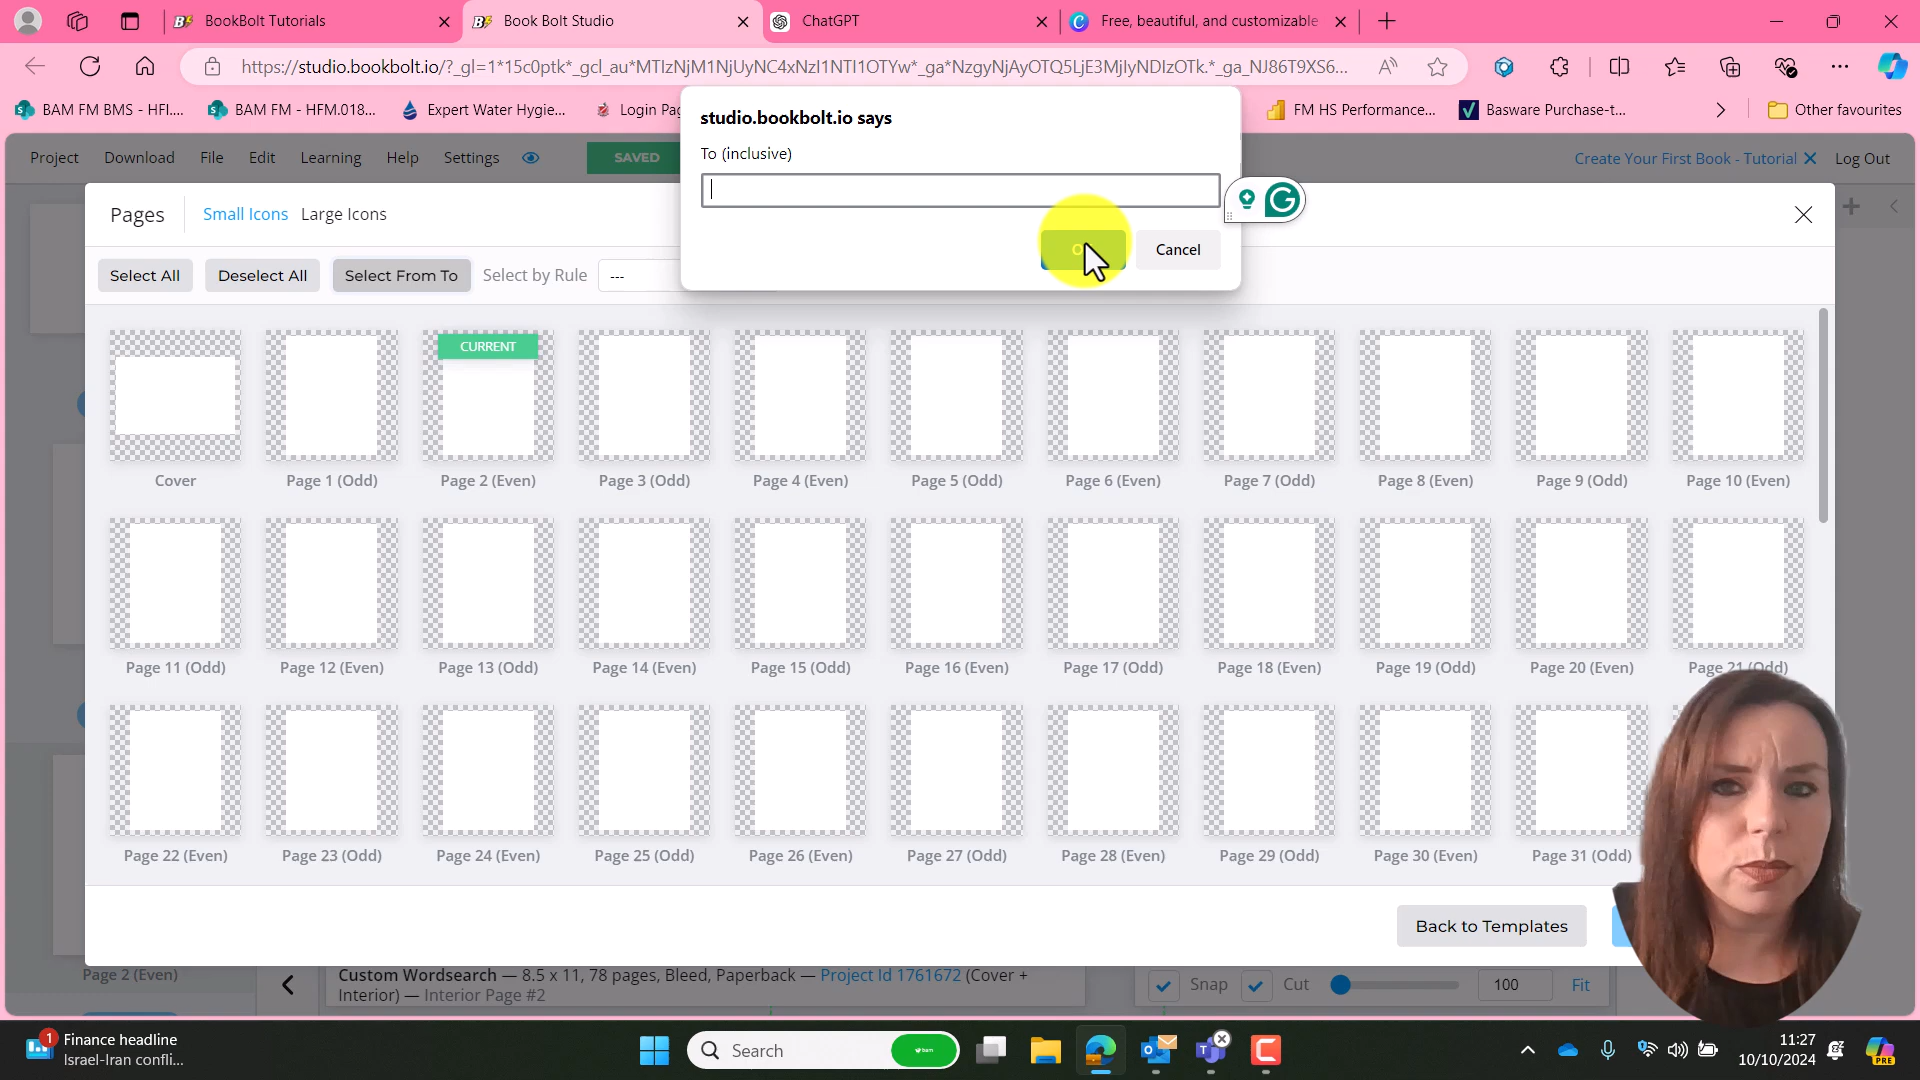 BookBolt Tutorials
Book Bolt Studio
ChatGPT
Free, beautiful, and customizable
https://studio.bookbolt.io/?_gl=1*15c0ptk*_gcl_au*MTIzNjM1NjUyNC4xNzI1NTI1OTYw*_ga*NzgyNjAyOTQ5LjE3MjIyNDIzOTk.*_ga_NJ86T9XS6...
BAM FM BMS - HFI....
BAM FM - HFM.018...
Expert Water Hygie...
Login Pag
FM HS Performance...
Basware Purchase-t...
Other favourites
studio.bookbolt.io says
To (inclusive)
Cancel
Project
Download
File
Edit
Learning
Help
Settings
SAVED
Create Your First Book - Tutorial
Log Out
Pages
Small Icons
Large Icons
Select All
Deselect All
Select From To
Select by Rule
---
CURRENT
Cover
Page 1 (Odd)
Page 2 (Even)
Page 3 (Odd)
Page 4 (Even)
Page 5 (Odd)
Page 6 (Even)
Page 7 (Odd)
Page 8 (Even)
Page 9 (Odd)
Page 10 (Even)
Page 11 (Odd)
Page 12 (Even)
Page 13 (Odd)
Page 14 (Even)
Page 15 (Odd)
Page 16 (Even)
Page 17 (Odd)
Page 18 (Even)
Page 19 (Odd)
Page 20 (Even)
Page 21 (Odd)
Page 22 (Even)
Page 23 (Odd)
Page 24 (Even)
Page 25 (Odd)
Page 26 (Even)
Page 27 (Odd)
Page 28 (Even)
Page 29 (Odd)
Page 30 (Even)
Page 31 (Odd)
Back to Templates
Page 2 (Even)
Custom Wordsearch — 8.5 x 11, 78 pages, Bleed, Paperback — Project Id 1761672 (Cover +
Interior) — Interior Page #2
Snap
Cut
100
Fit
1
Finance headline
Israel-Iran confli...
Search
11:27
10/10/2024
PRE